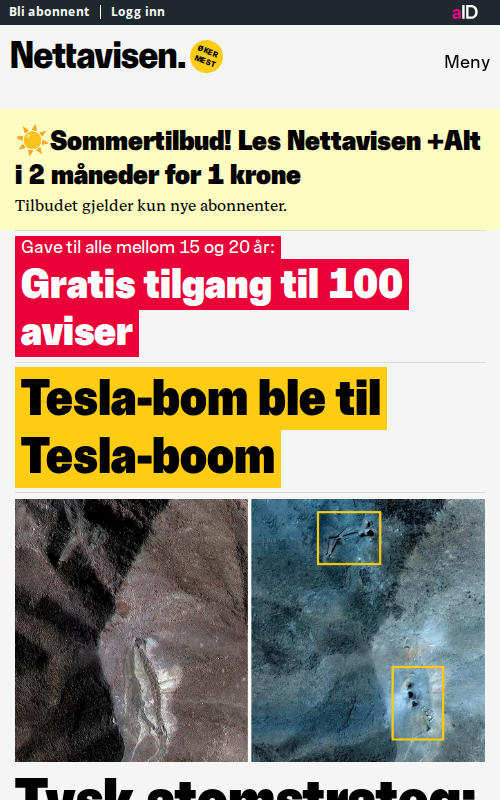 Bli abonnent | Logg inn
aID
Nettavisen.
ØKER
MEST
Meny
☀️Sommertilbud! Les Nettavisen +Alt
i 2 måneder for 1 krone
Tilbudet gjelder kun nye abonnenter.
Gave til alle mellom 15 og 20 år:
Gratis tilgang til 100
aviser
Tesla-bom ble til
Tesla-boom
Tysk atomstrateg: